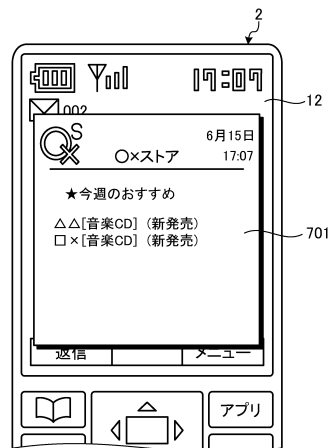 2
17:07
12
002
S
6月15日
○×ストア
17:07
★今週のおすすめ
△△[音楽CD]（新発売）
□×[音楽CD]（新発売）
701
返信
メニュー
アプリ